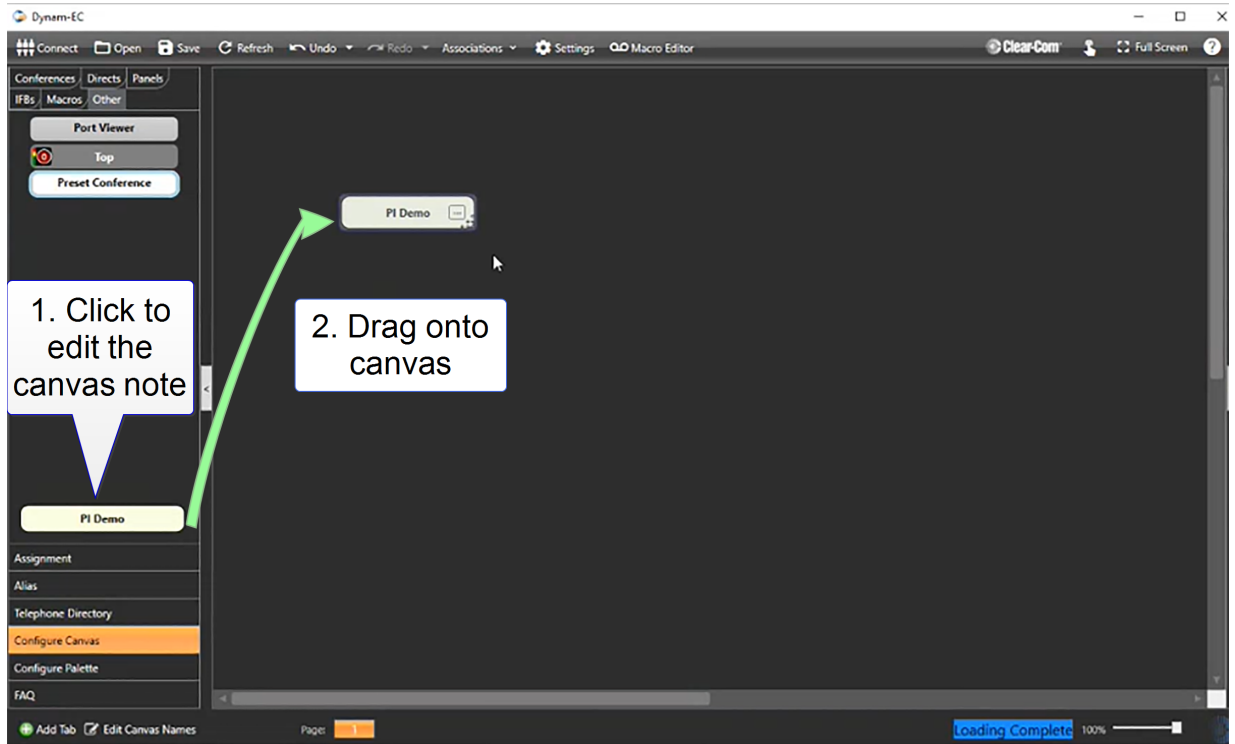 Dynam-EC
Connect Open Save Refresh Undo Redo Associations Settings Macro Editor Clear-Com Full Screen ?
Conferences Directs Panels
IFBs Macros Other
Port Viewer
Top
Preset Conference
PI Demo
1. Click to
edit the
canvas note
2. Drag onto
canvas
<
PI Demo
Assignment
Alias
Telephone Directory
Configure Canvas
Configure Palette
FAQ
Add Tab Edit Canvas Names Page: 1 Loading Complete 100%